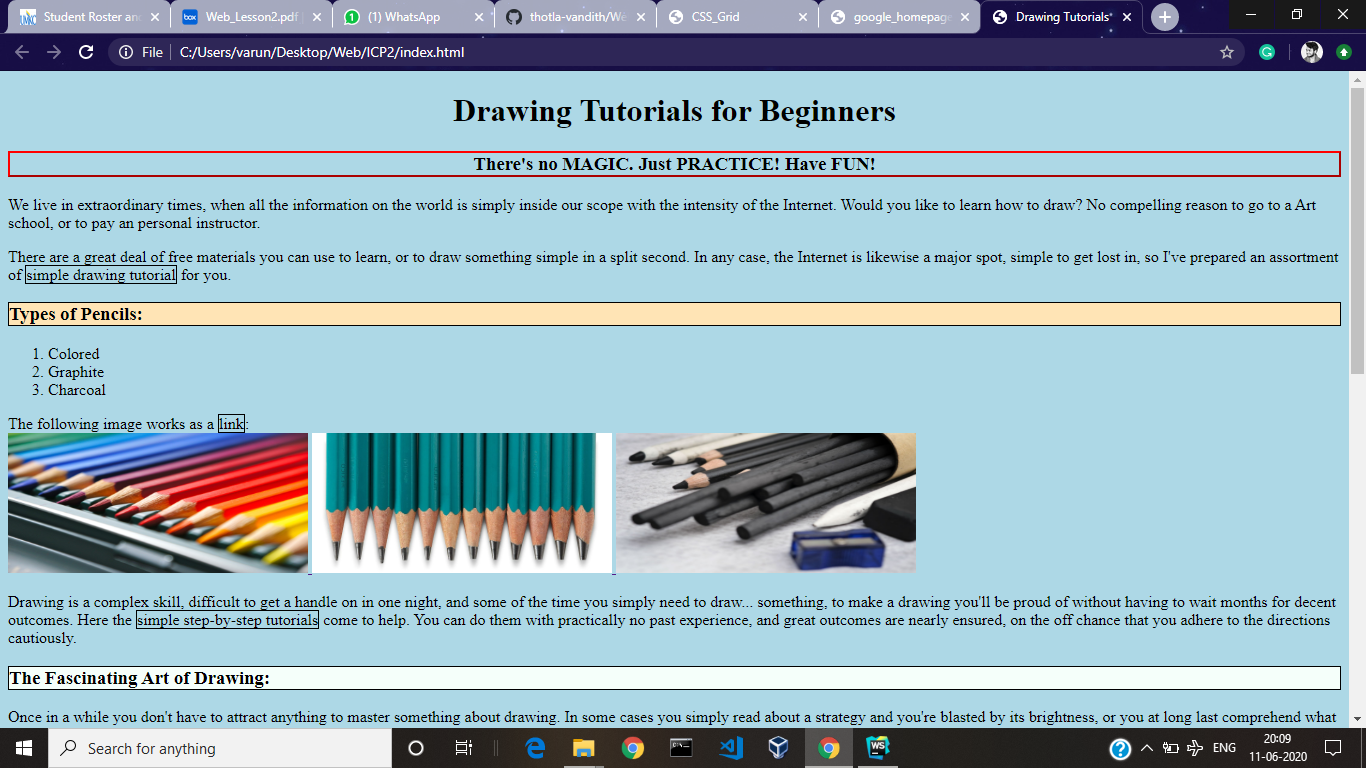 Student Roster an
Web_Lesson2.pdf
(1) WhatsApp
thotla-vandith/We
CSS_Grid
google_homepage
Drawing Tutorials
File
C:/Users/varun/Desktop/Web/ICP2/index.html
Drawing Tutorials for Beginners
There's no MAGIC. Just PRACTICE! Have FUN!
We live in extraordinary times, when all the information on the world is simply inside our scope with the intensity of the Internet. Would you like to learn how to draw? No compelling reason to go to a Art
school, or to pay an personal instructor.
There are a great deal of free materials you can use to learn, or to draw something simple in a split second. In any case, the Internet is likewise a major spot, simple to get lost in, so I've prepared an assortment
of simple drawing tutorial for you.
Types of Pencils:
1. Colored
2. Graphite
3. Charcoal
The following image works as a link:
Drawing is a complex skill, difficult to get a handle on in one night, and some of the time you simply need to draw... something, to make a drawing you'll be proud of without having to wait months for decent
outcomes. Here the simple step-by-step tutorials come to help. You can do them with practically no past experience, and great outcomes are nearly ensured, on the off chance that you adhere to the directions
cautiously.
The Fascinating Art of Drawing:
Once in a while you don't have to attract anything to master something about drawing. In some cases you simply read about a strategy and you're blasted by its brightness, or you at long last comprehend what
Search for anything
ENG
20:09
11-06-2020